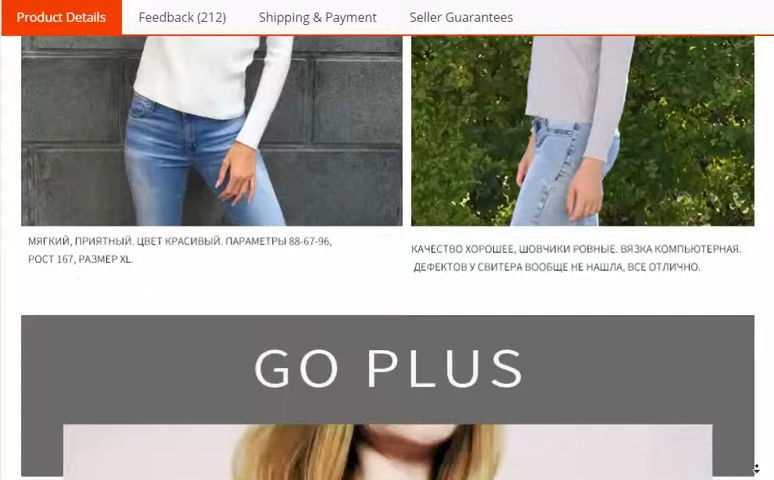 Product Details
Feedback (212)
Shipping & Payment
Seller Guarantees
МЯГКИЙ, ПРИЯТНЫЙ. ЦВЕТ КРАСИВЫЙ. ПАРАМЕТРЫ 88-67-96,
РОСТ 167, РАЗМЕР XL.
КАЧЕСТВО ХОРОШЕЕ, ШОВЧИКИ РОВНЫЕ. ВЯЗКА КОМПЬЮТЕРНАЯ.
ДЕФЕКТОВ У СВИТЕРА ВООБЩЕ НЕ НАШЛА, ВСЕ ОТЛИЧНО.
GO PLUS